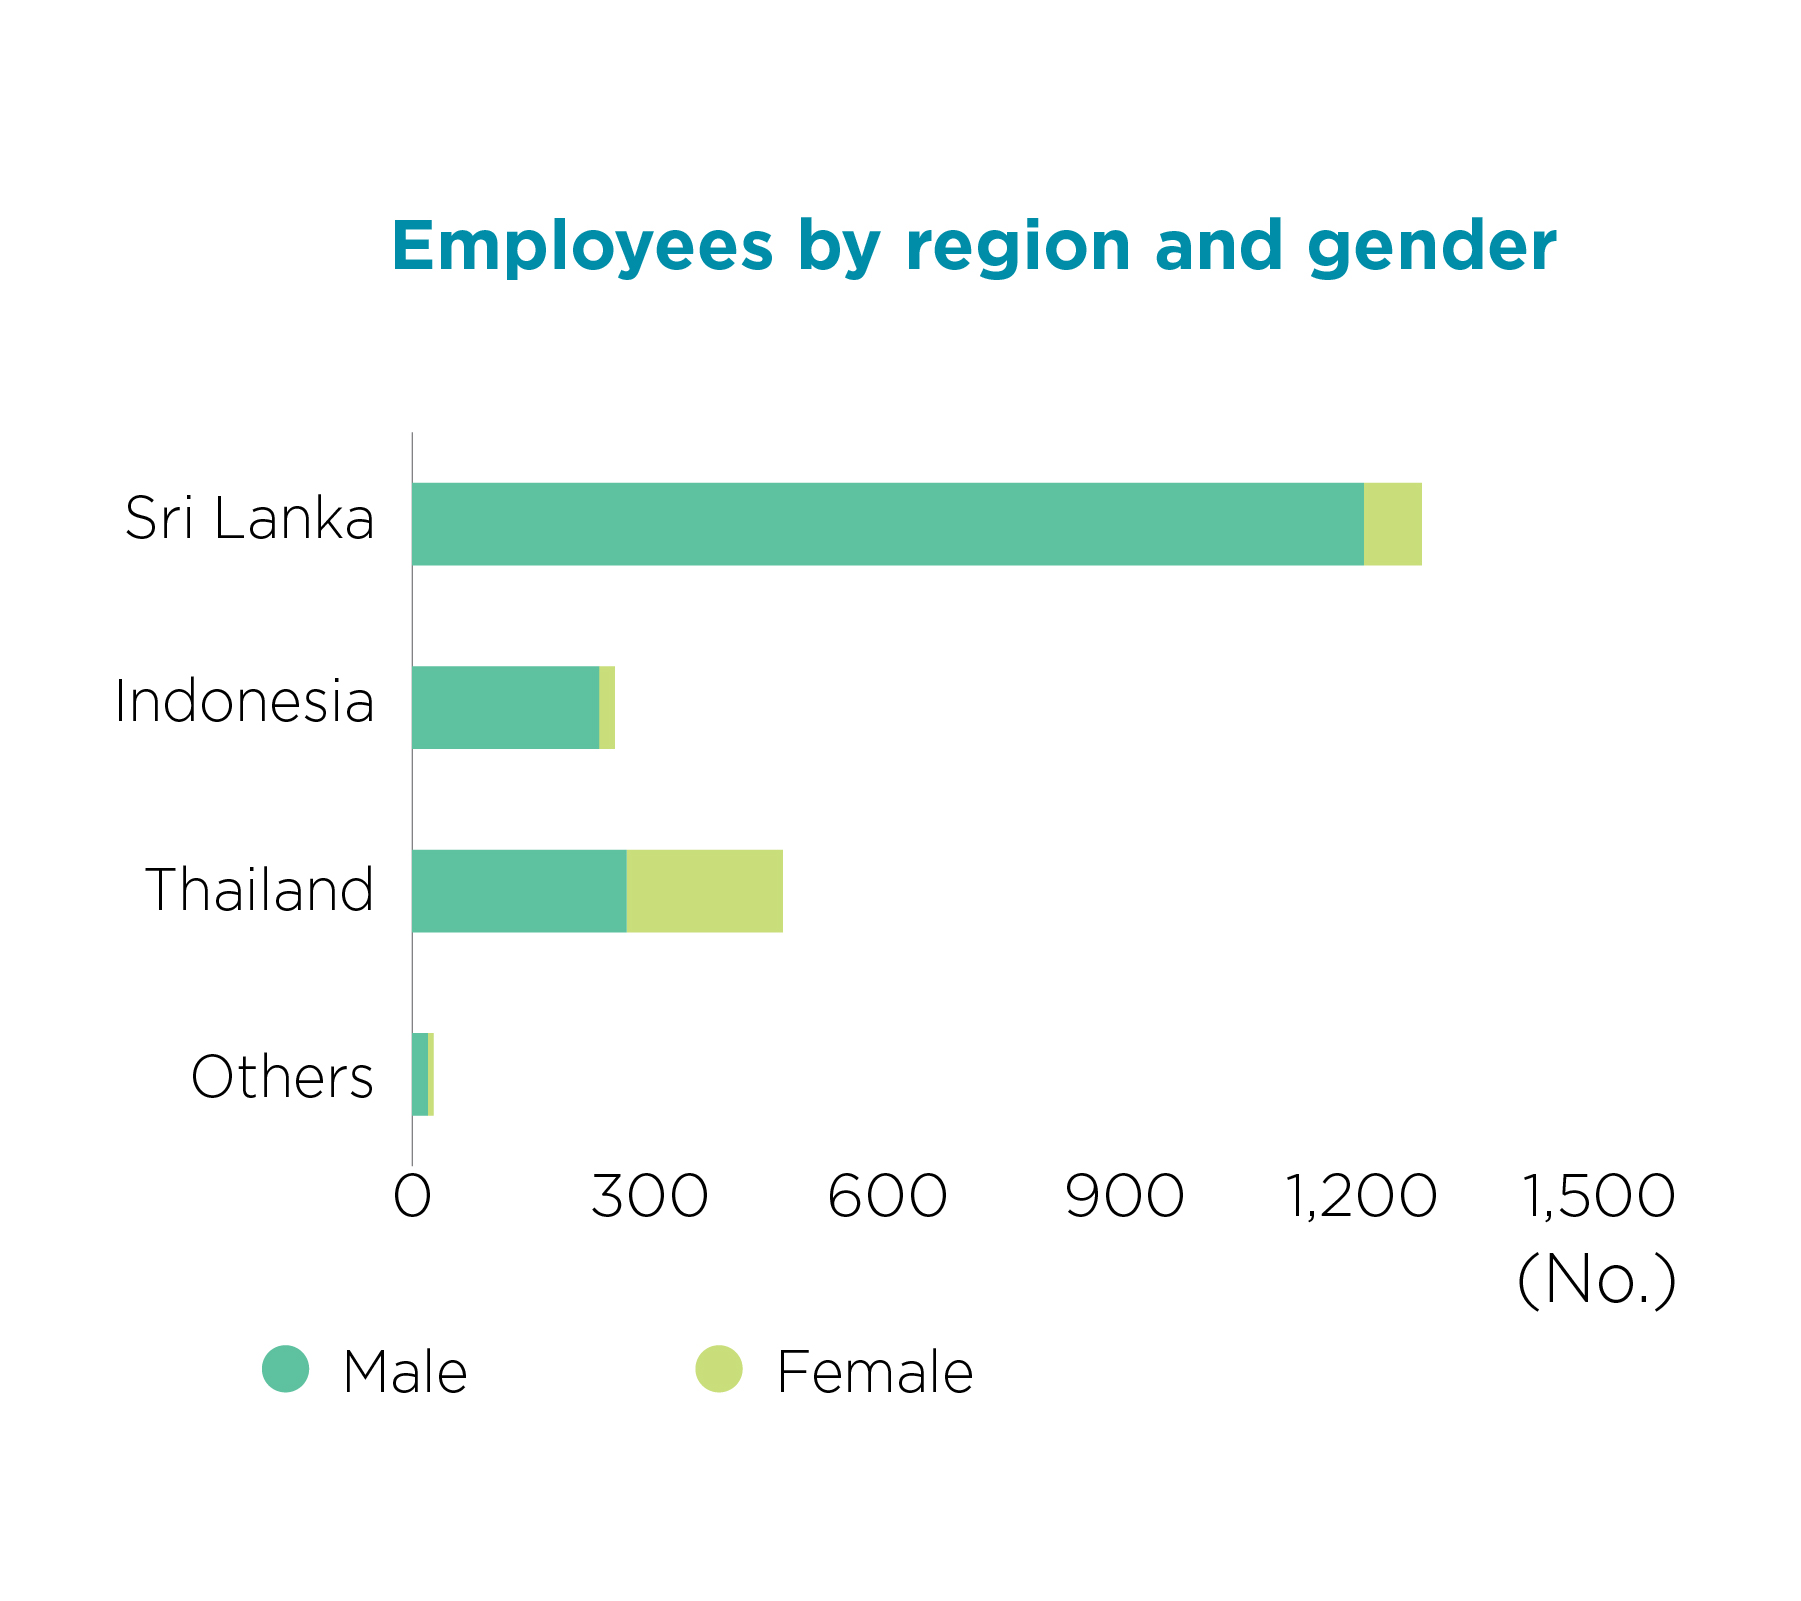 Employees by region and gender
Sri Lanka
Indonesia
Thailand
Others
0 300 600 900 1,200 1,500
(No.)
Male Female